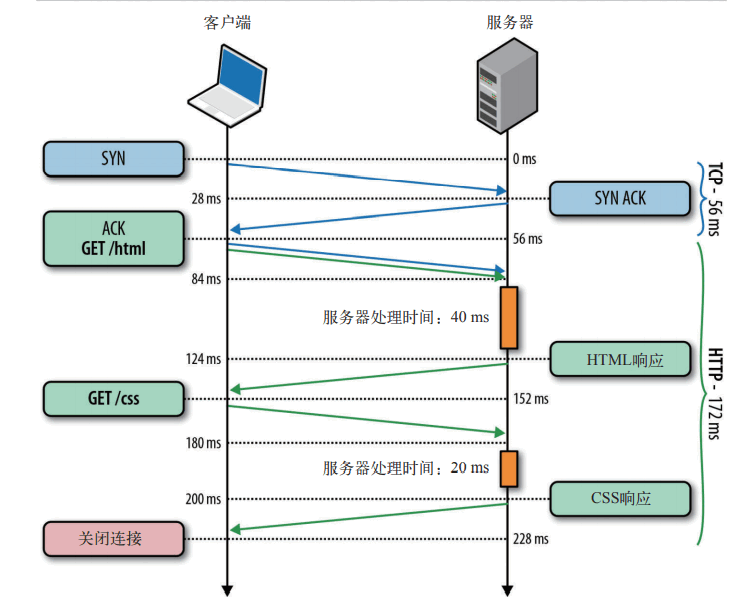 客户端
服务器
SYN
0 ms
28 ms
SYN ACK
TCP - 56 ms
ACK
GET /html
56 ms
84 ms
服务器处理时间：40 ms
124 ms
HTML响应
HTTP - 172 ms
GET /css
152 ms
180 ms
服务器处理时间：20 ms
200 ms
CSS响应
关闭连接
228 ms